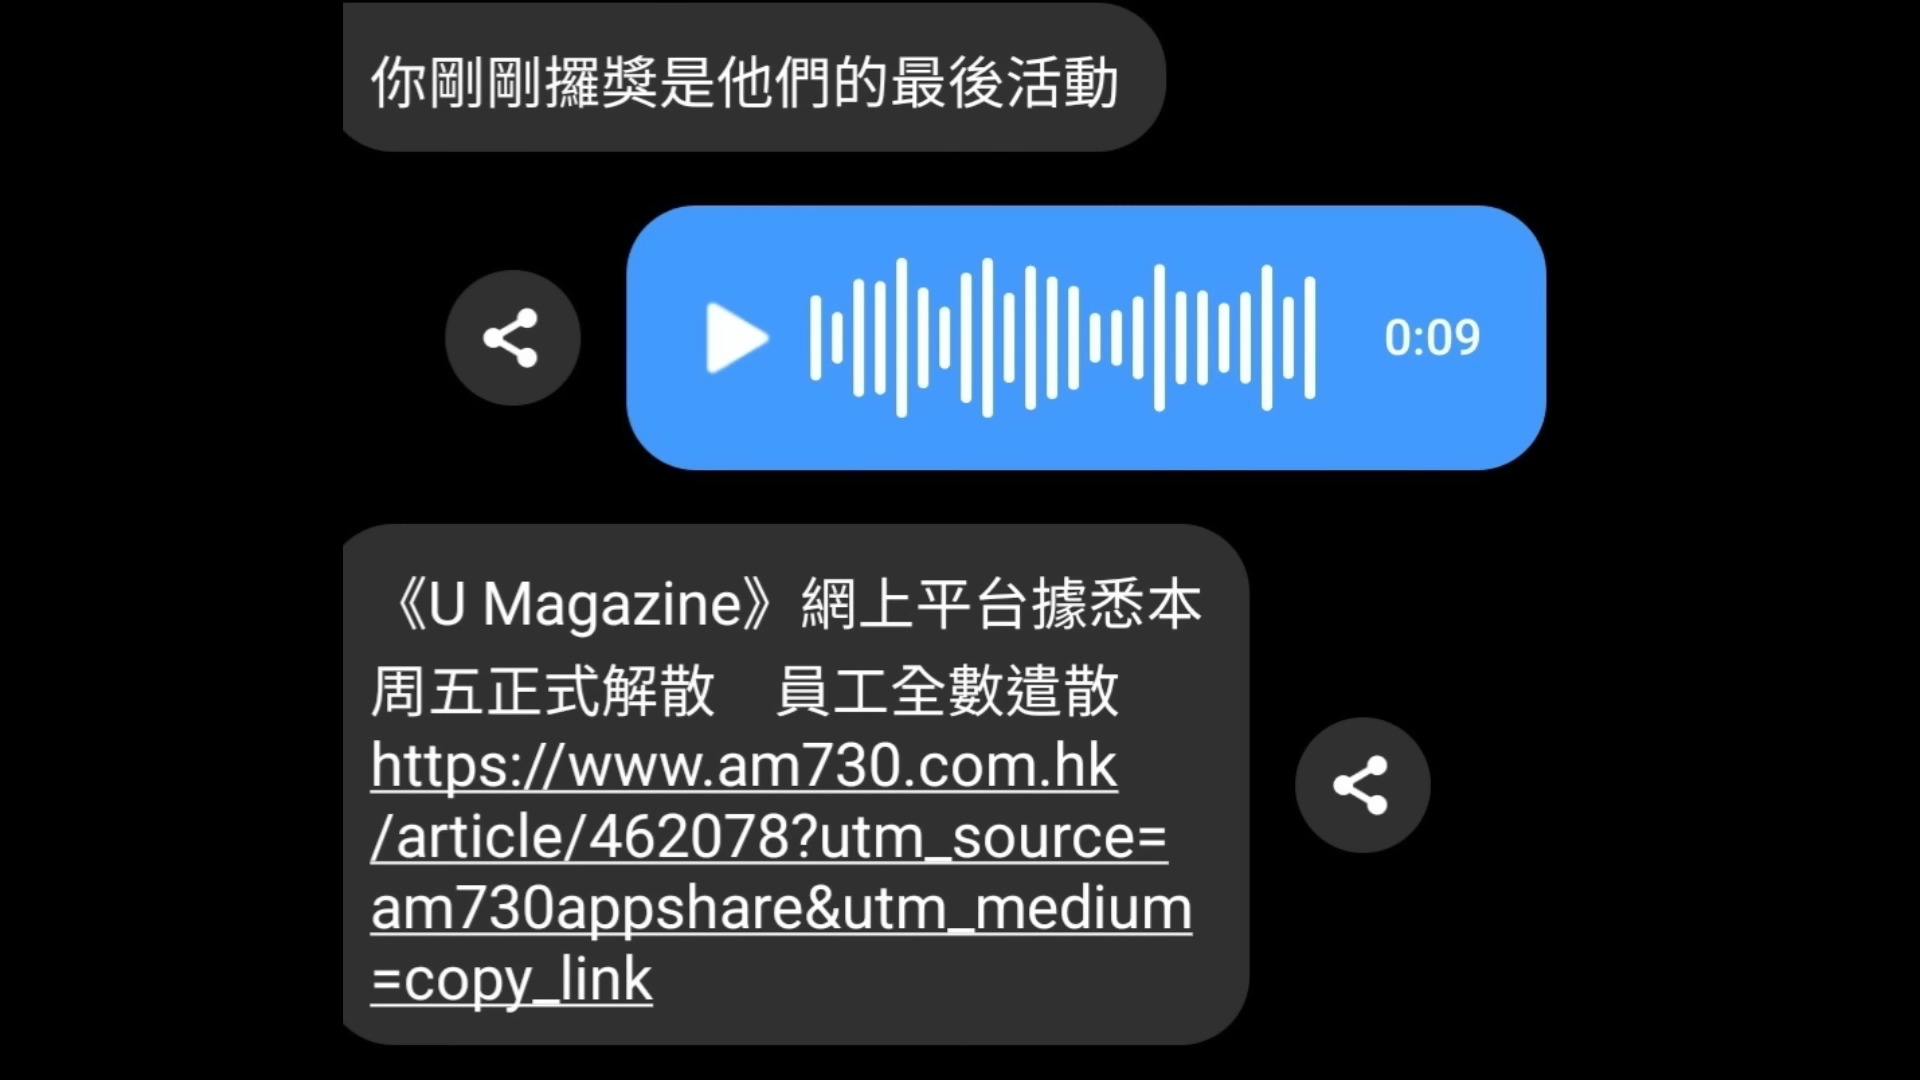 你剛剛攞獎是他們的最後活動
0:09
《U Magazine》網上平台據悉本
周五正式解散　員工全數遣散
https://www.am730.com.hk
/article/462078?utm_source=
am730appshare&utm_medium
=copy_link